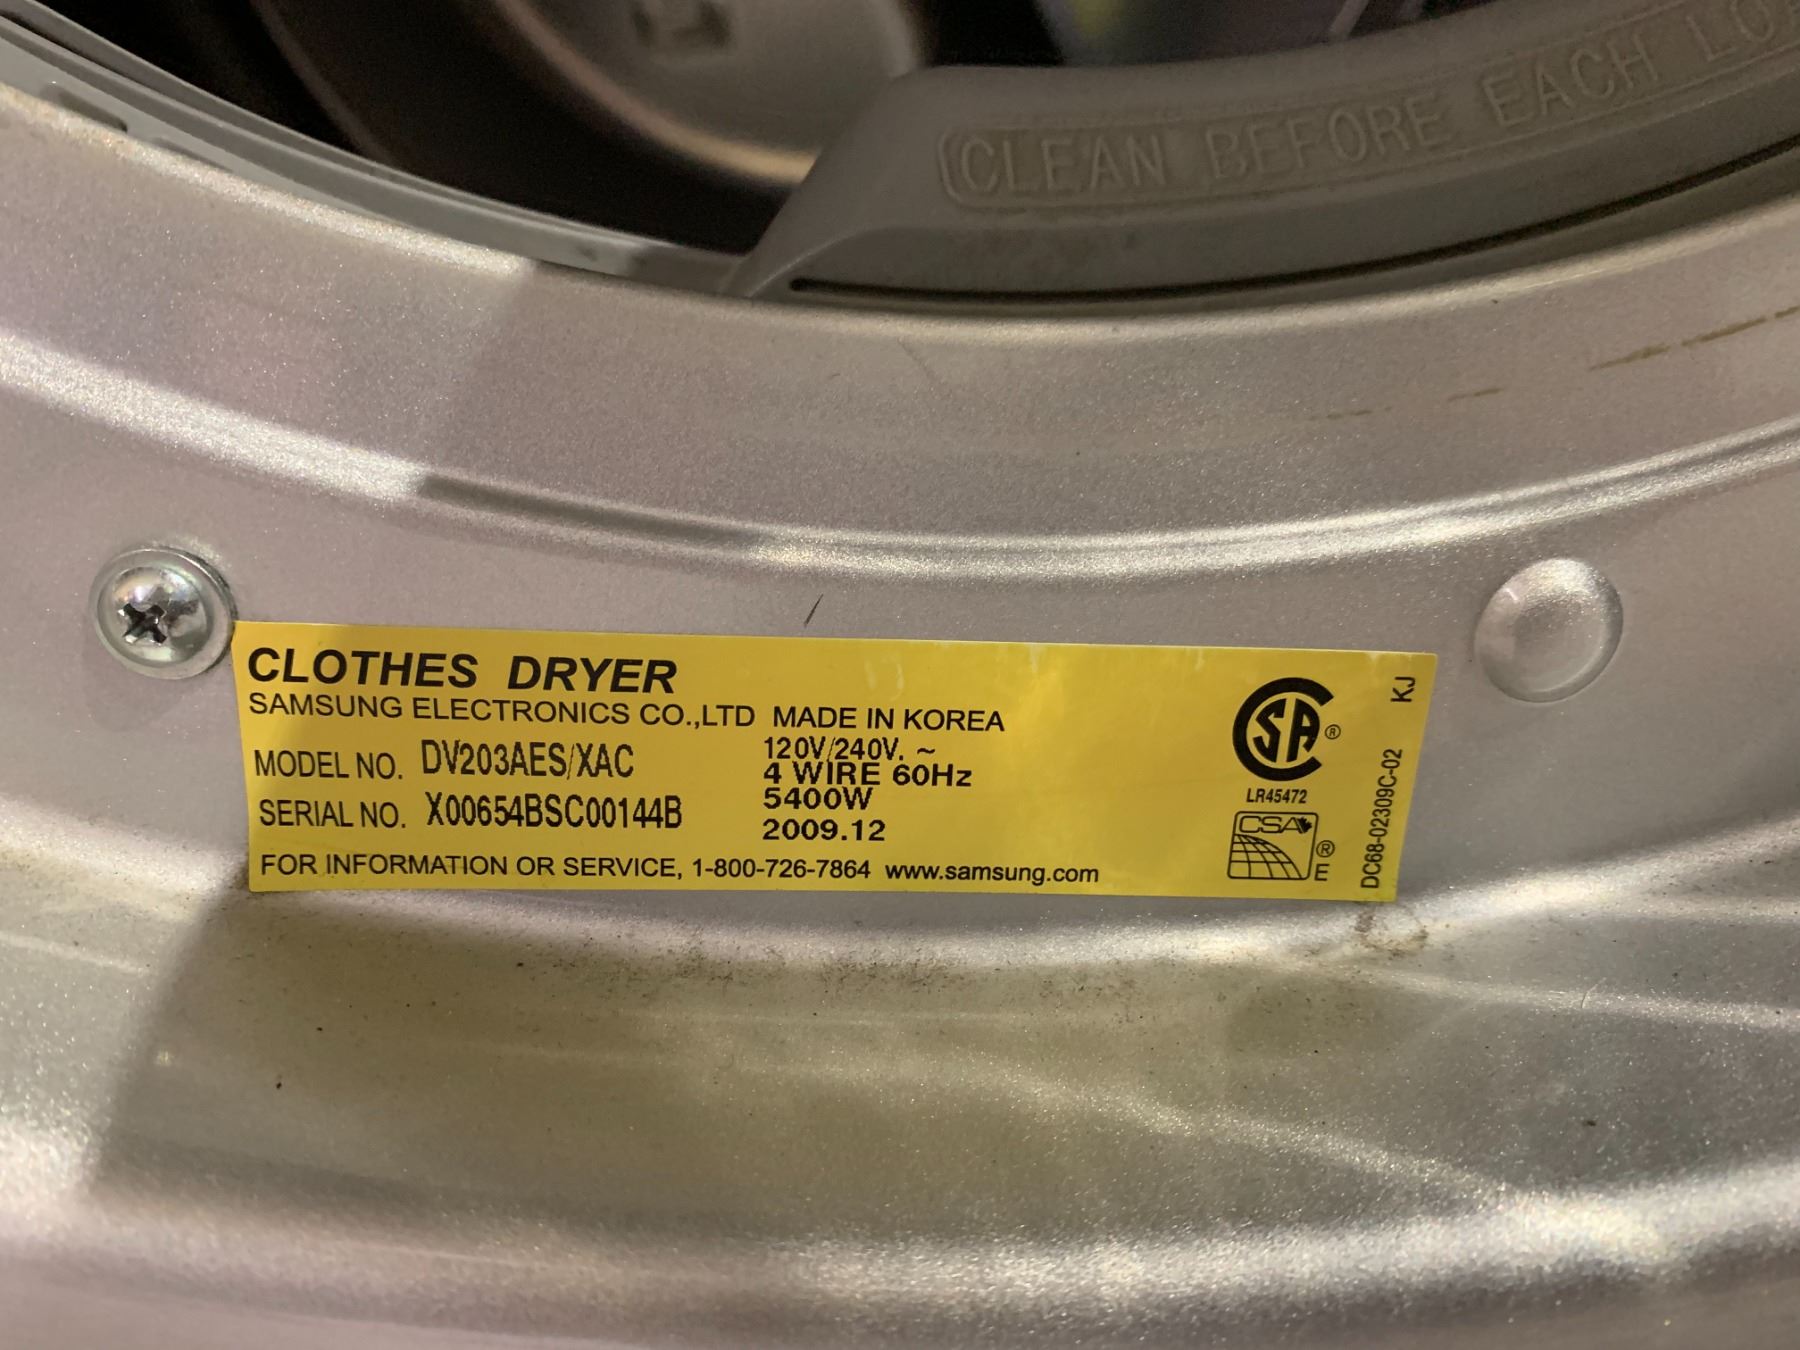 CLEAN BEFORE EACH
CLOTHES DRYER
SAMSUNG ELECTRONICS CO.,LTD MADE IN KOREA
MODEL NO. DV203AES/XAC
120V/240V. ~
4 WIRE 60Hz
SERIAL NO. X00654BSC00144B
5400W
2009.12
FOR INFORMATION OR SERVICE, 1-800-726-7864 www.samsung.com
SA ®
LR45472
CSA ®
E
DC68-02309C-02 KJ